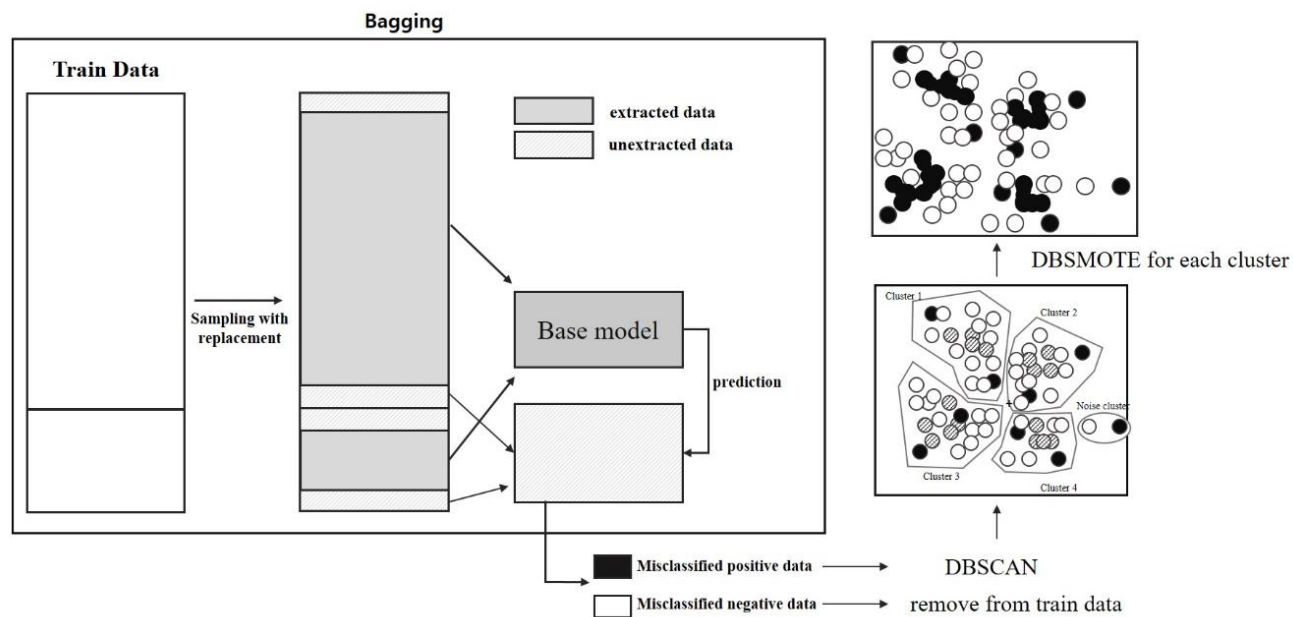 Bagging
Train Data
extracted data
unextracted data
Sampling with
replacement
Base model
prediction
Misclassified positive data
Misclassified negative data
DBSMOTE for each cluster
Cluster 1
Cluster 2
Noise cluster
+
Cluster 3
Cluster 4
DBSCAN
remove from train data